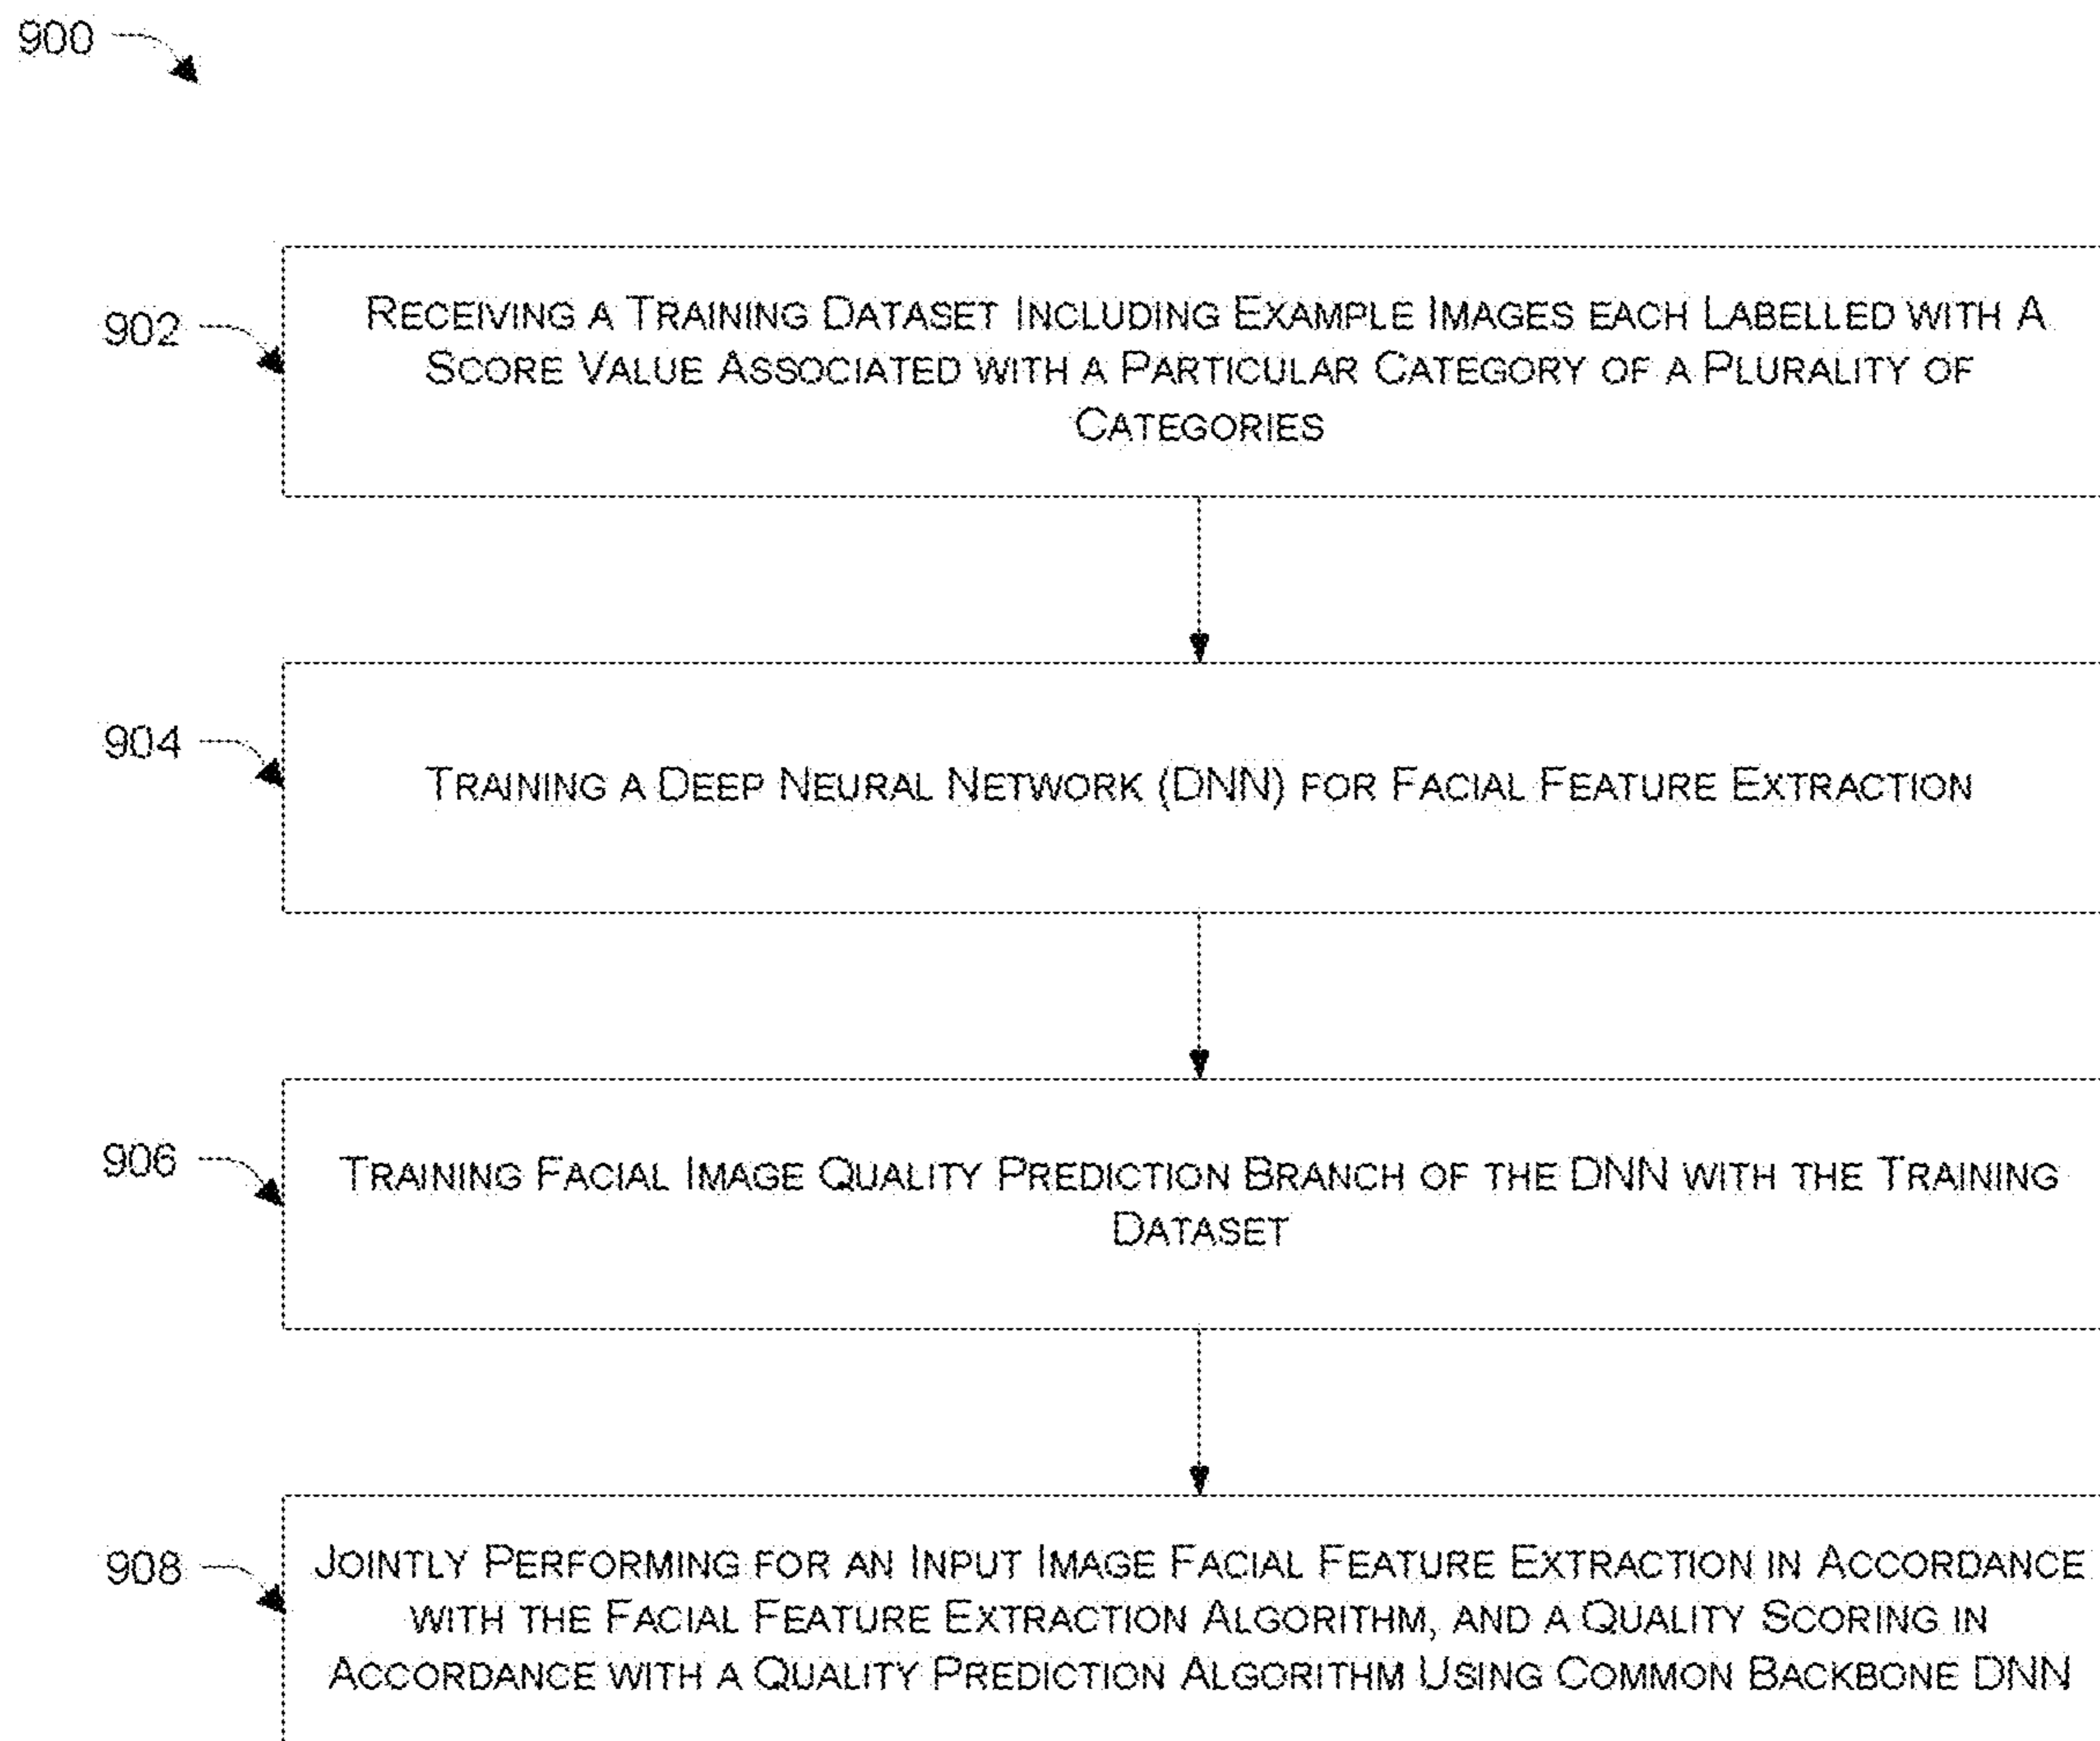 900
902
RECEIVING A TRAINING DATASET INCLUDING EXAMPLE IMAGES EACH LABELLED WITH A
SCORE VALUE ASSOCIATED WITH A PARTICULAR CATEGORY OF A PLURALITY OF
CATEGORIES
904
TRAINING A DEEP NEURAL NETWORK (DNN) FOR FACIAL FEATURE EXTRACTION
906
TRAINING FACIAL IMAGE QUALITY PREDICTION BRANCH OF THE DNN WITH THE TRAINING
DATASET
908
JOINTLY PERFORMING FOR AN INPUT IMAGE FACIAL FEATURE EXTRACTION IN ACCORDANCE
WITH THE FACIAL FEATURE EXTRACTION ALGORITHM, AND A QUALITY SCORING IN
ACCORDANCE WITH A QUALITY PREDICTION ALGORITHM USING COMMON BACKBONE DNN